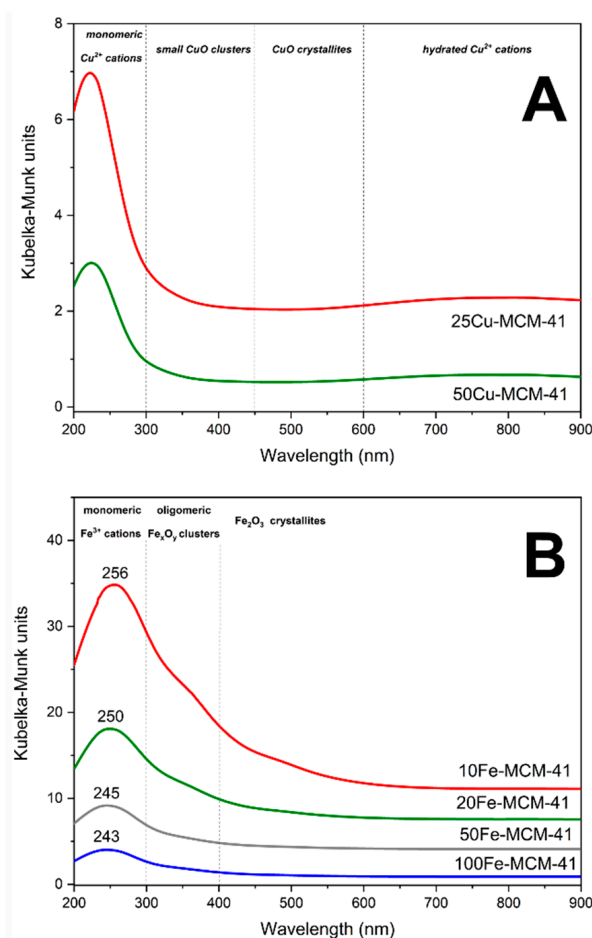 monomeric
Cu²⁺ cations
small CuO clusters
CuO crystallites
hydrated Cu²⁺ cations
A
8
6
4
2
0
Kubelka-Munk units
25Cu-MCM-41
50Cu-MCM-41
200 300 400 500 600 700 800 900
Wavelength (nm)
monomeric
Fe³⁺ cations
oligomeric
FeₓOᵧ clusters
Fe₂O₃ crystallites
B
40
30
20
10
0
Kubelka-Munk units
256
250
245
243
10Fe-MCM-41
20Fe-MCM-41
50Fe-MCM-41
100Fe-MCM-41
200 300 400 500 600 700 800 900
Wavelength (nm)